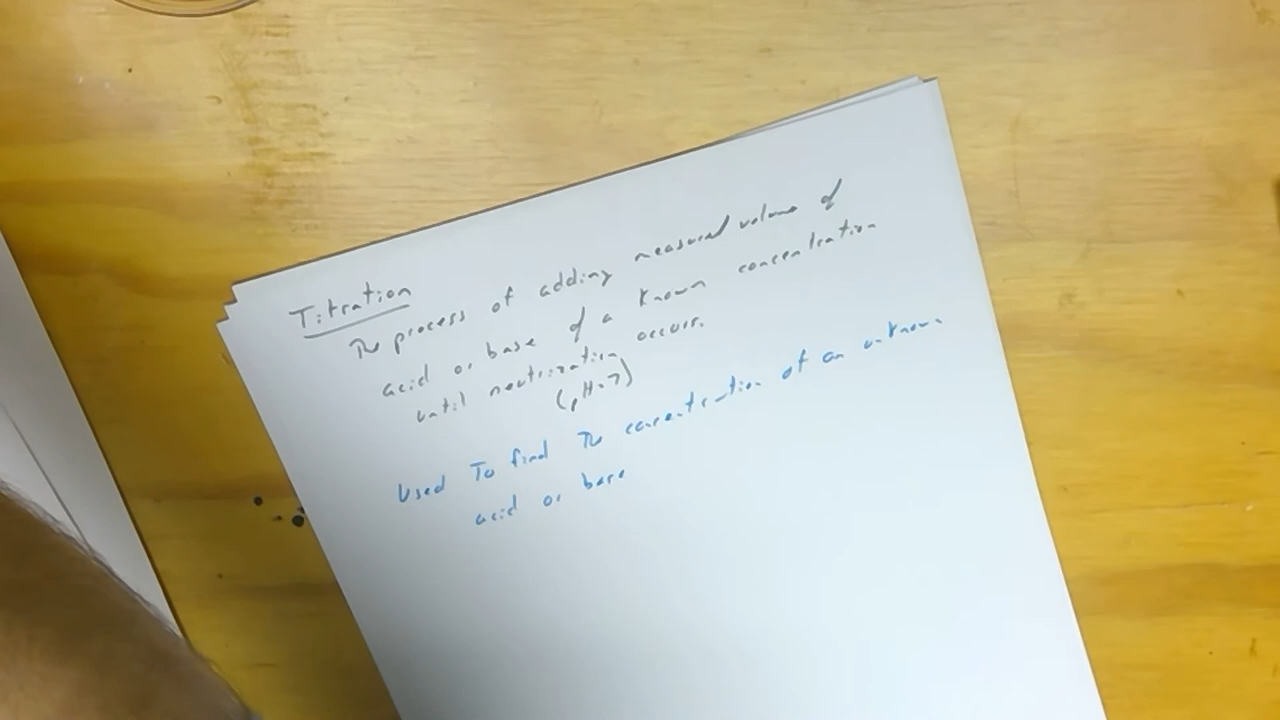 Titration
The process of adding measured volume of
acid or base of a known concentration
until neutrization occurs.
(pH=7)
Used To find The concentration of an unknown
acid or base